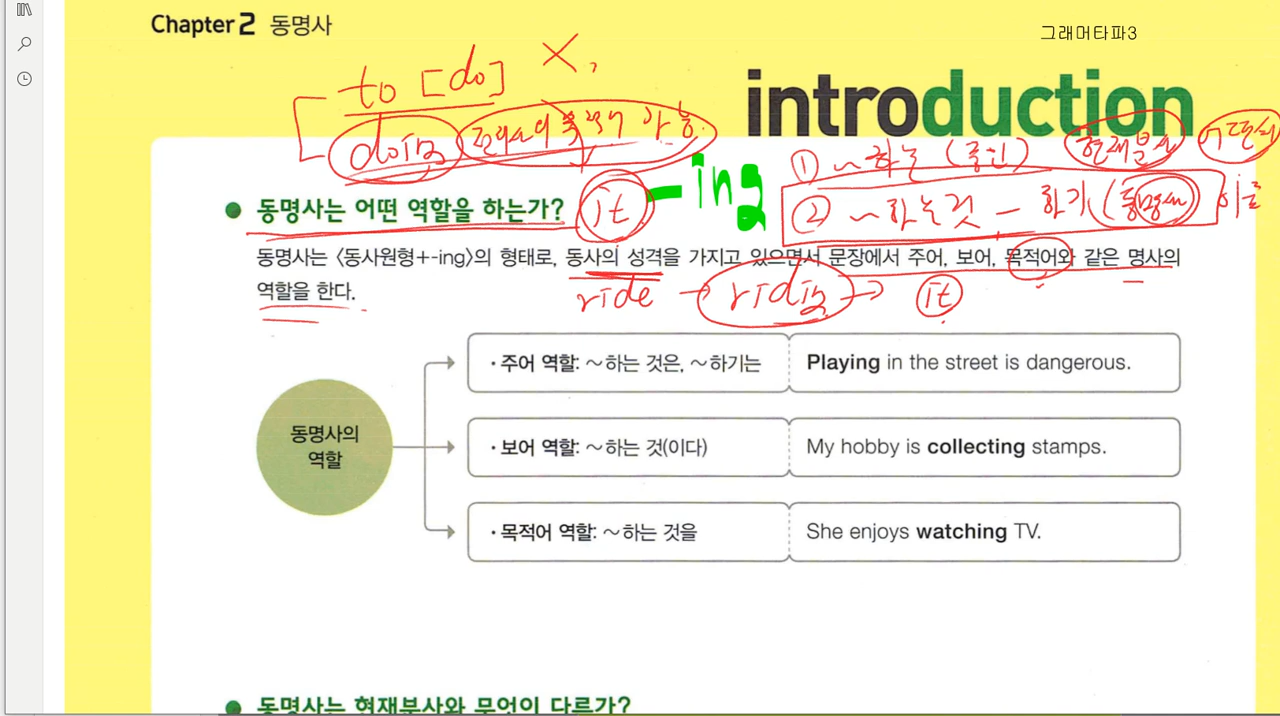 Chapter 2 동명사
그래머타파3
introduction
to [do] X,
doing 전치사의 목적어 가능
it -ing
① ~하는 (중인) 현재분사
② ~하는 것 - 하기 (동명사) 이름
동명사는 어떤 역할을 하는가?
동명사는 〈동사원형+-ing〉의 형태로, 동사의 성격을 가지고 있으면서 문장에서 주어, 보어, 목적어와 같은 명사의
역할을 한다.
ride → riding → it
동명사의
역할
· 주어 역할: ~하는 것은, ~하기는 Playing in the street is dangerous.
· 보어 역할: ~하는 것(이다) My hobby is collecting stamps.
· 목적어 역할: ~하는 것을 She enjoys watching TV.
동명사는 현재분사와 무엇이 다른가?